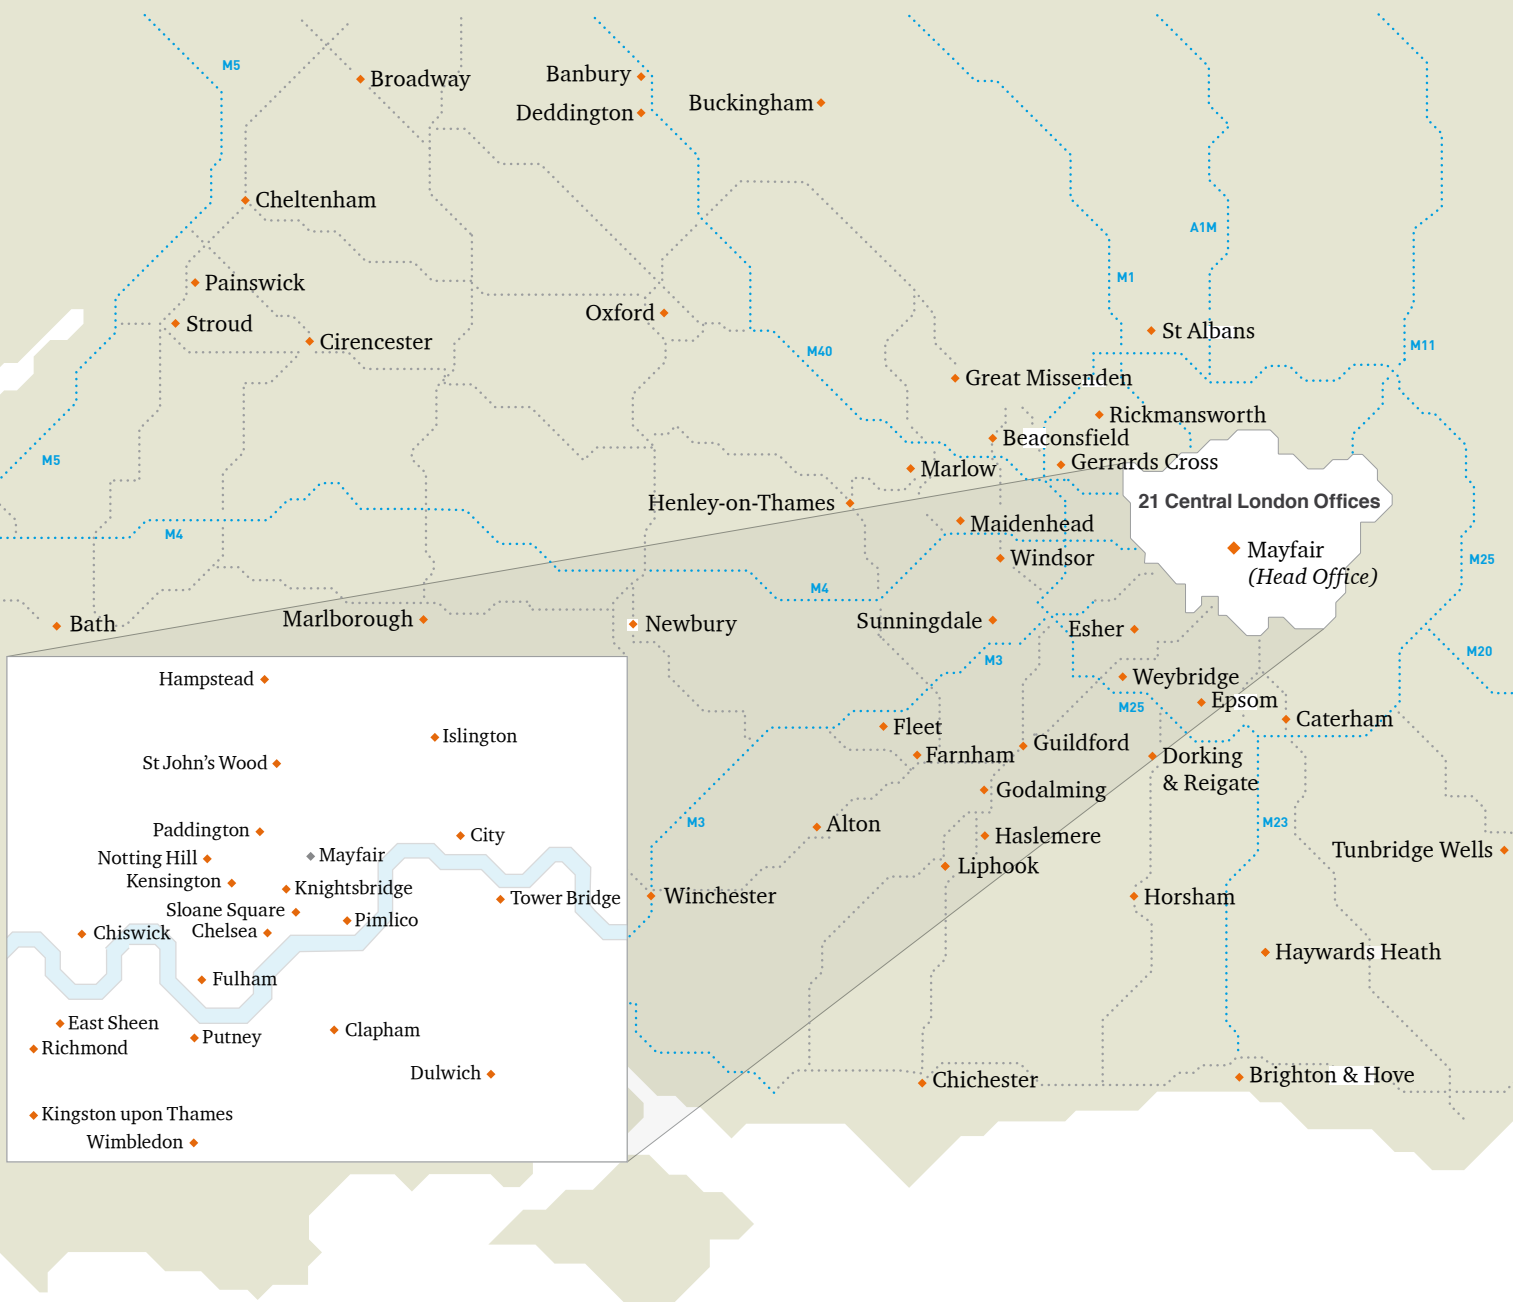 M5
Broadway
Banbury
Deddington
Buckingham
Cheltenham
A1M
M1
Painswick
Stroud
Cirencester
Oxford
St Albans
M40
M11
Great Missenden
Rickmansworth
Beaconsfield
M5
Marlow
Gerrards Cross
Henley-on-Thames
21 Central London Offices
Maidenhead
M4
Windsor
Mayfair
(Head Office)
M25
M4
Bath
Marlborough
Newbury
Sunningdale
Esher
M3
M20
Weybridge
M25
Epsom
Caterham
Fleet
Farnham
Guildford
Dorking
& Reigate
Godalming
M3
Alton
Haslemere
M23
Tunbridge Wells
Liphook
Winchester
Horsham
Haywards Heath
Chichester
Brighton & Hove
Hampstead
Islington
St John's Wood
Paddington
City
Notting Hill
Mayfair
Kensington
Knightsbridge
Tower Bridge
Sloane Square
Pimlico
Chiswick
Chelsea
Fulham
East Sheen
Putney
Clapham
Richmond
Dulwich
Kingston upon Thames
Wimbledon